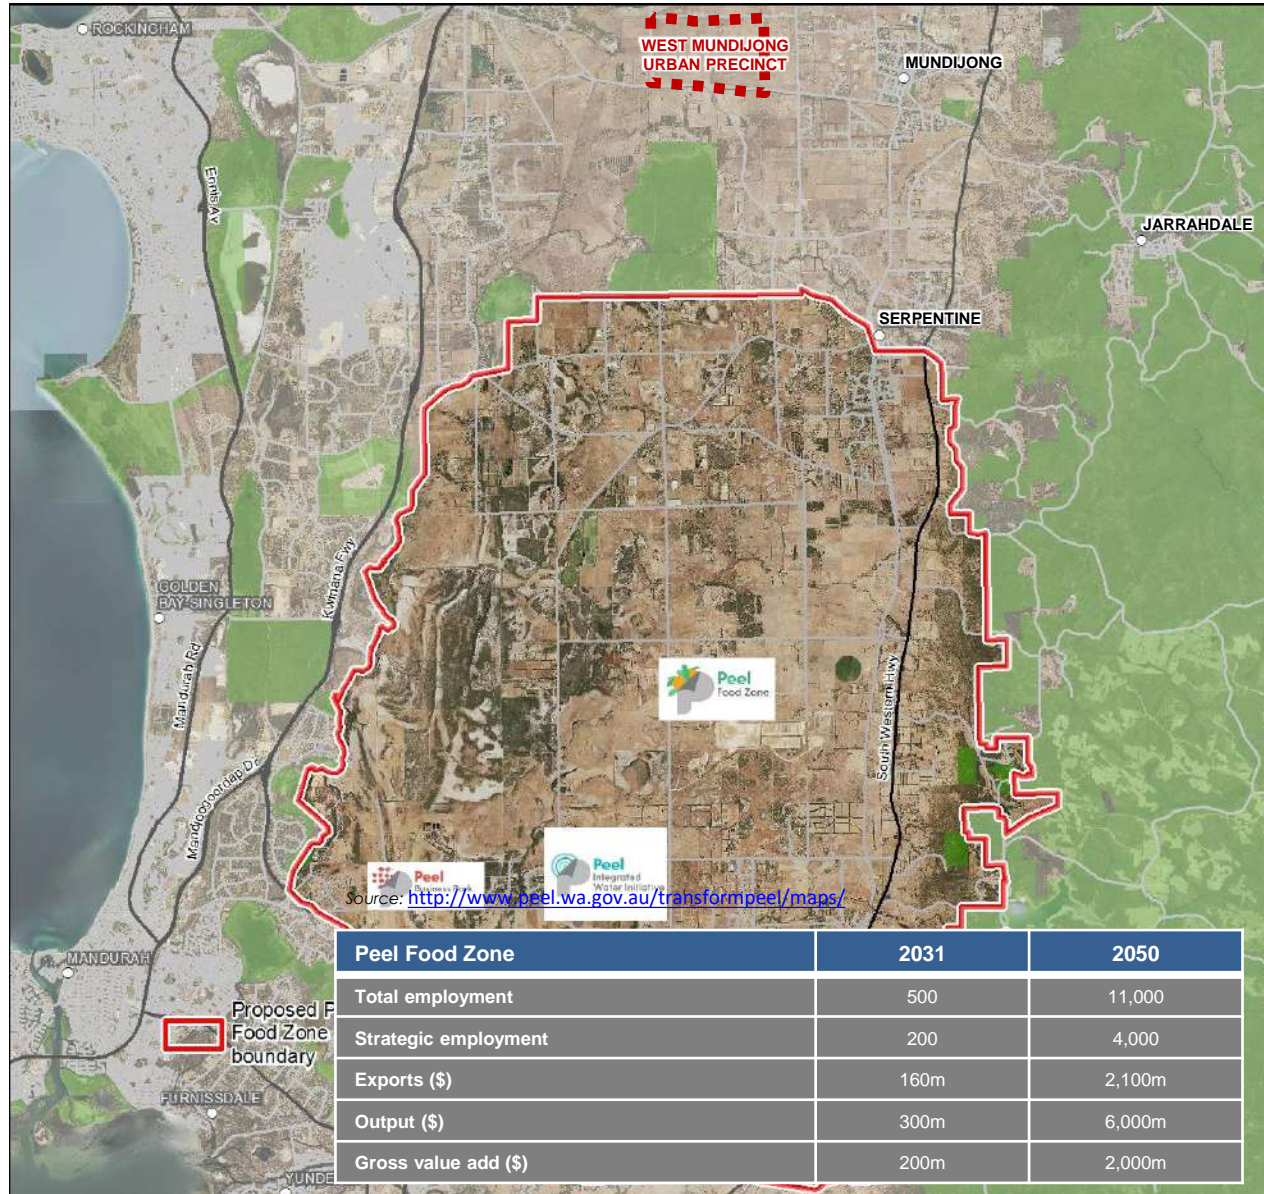 ROCKINGHAM
WEST MUNDIJONG
URBAN PRECINCT
MUNDIJONG
Ennis Av
JARRAHDALE
SERPENTINE
Kwinana Fwy
GOLDEN
BAY-SINGLETON
Mandurah Rd
South Western Hwy
Peel
Food Zone
Mandjoogoordap Dr
Peel
Business Park
Peel
Integrated
Water Initiative
Source: http://www.peel.wa.gov.au/transformpeel/maps/
MANDURAH
Proposed P
Food Zone
boundary
FURNISSDALE
YUNDE
Peel Food Zone 2031 2050
Total employment 500 11,000
Strategic employment 200 4,000
Exports ($) 160m 2,100m
Output ($) 300m 6,000m
Gross value add ($) 200m 2,000m